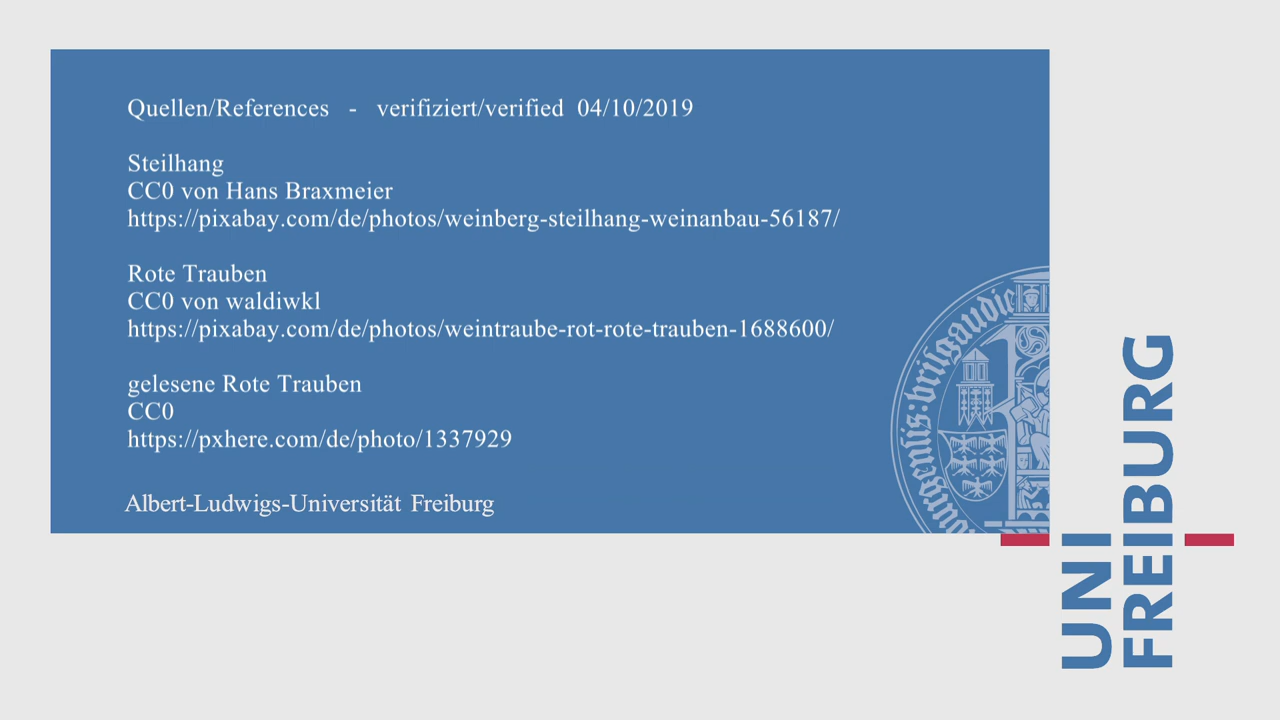 Quellen/References - verifiziert/verified 04/10/2019
Steilhang
CC0 von Hans Braxmeier
https://pixabay.com/de/photos/weinberg-steilhang-weinanbau-56187/
Rote Trauben
CC0 von waldiwkl
https://pixabay.com/de/photos/weintraube-rot-rote-trauben-1688600/
gelesene Rote Trauben
CC0
https://pxhere.com/de/photo/1337929
Albert-Ludwigs-Universität Freiburg
UNI
FREIBURG